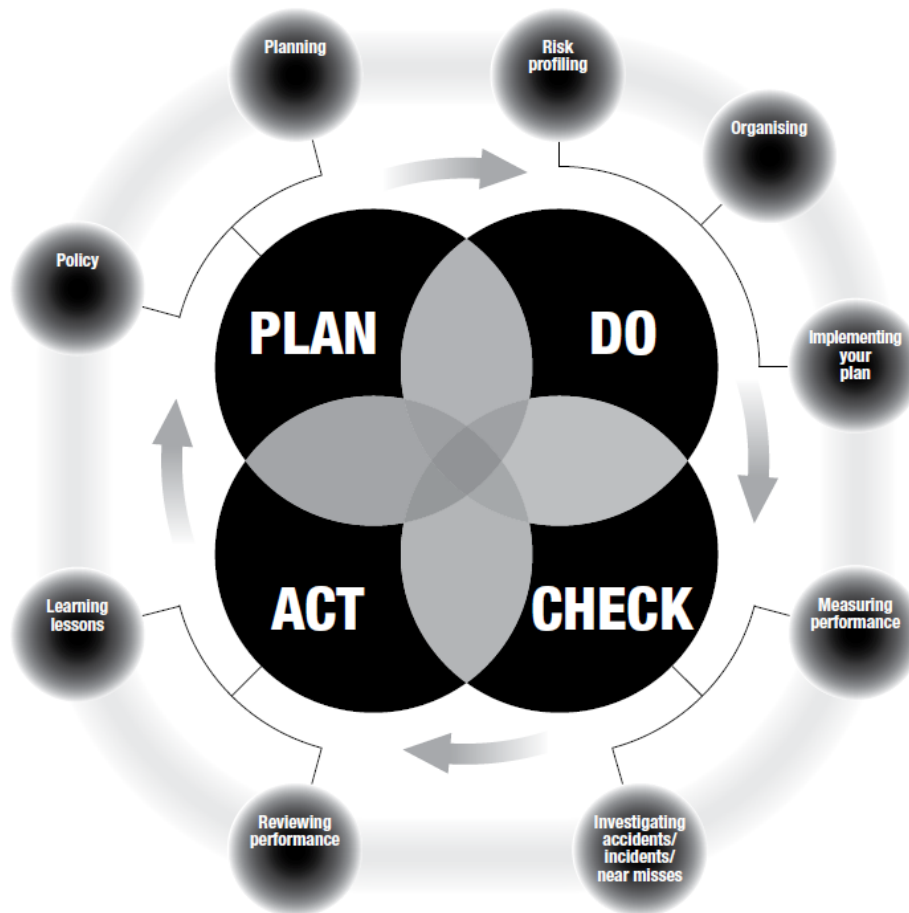 Planning
Risk
profiling
Organising
Policy
PLAN
DO
Implementing
your
plan
Learning
lessons
ACT
CHECK
Measuring
performance
Reviewing
performance
Investigating
accidents/
incidents/
near misses